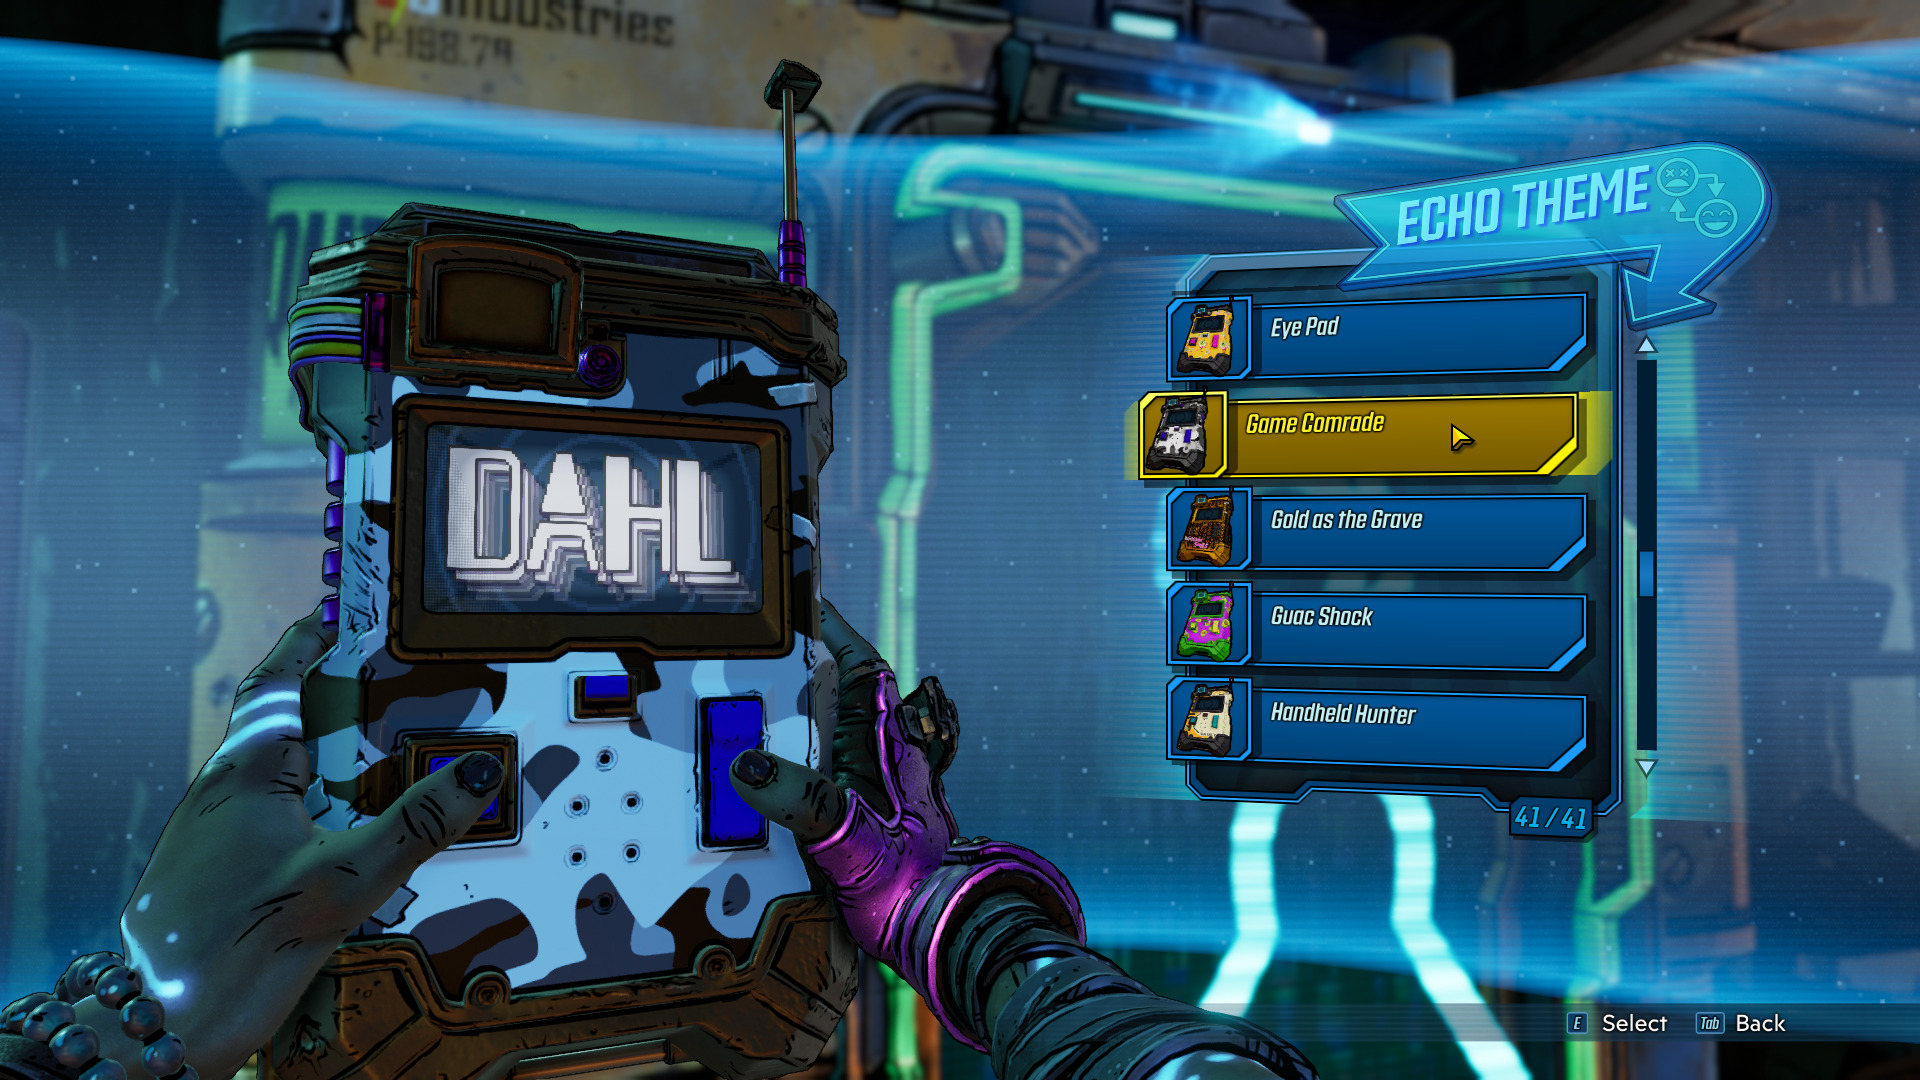 Industries
P-198.79
ECHO THEME
Eye Pad
Game Comrade
Gold as the Grave
Guac Shock
Handheld Hunter
41/41
DAHL
E Select Tab Back